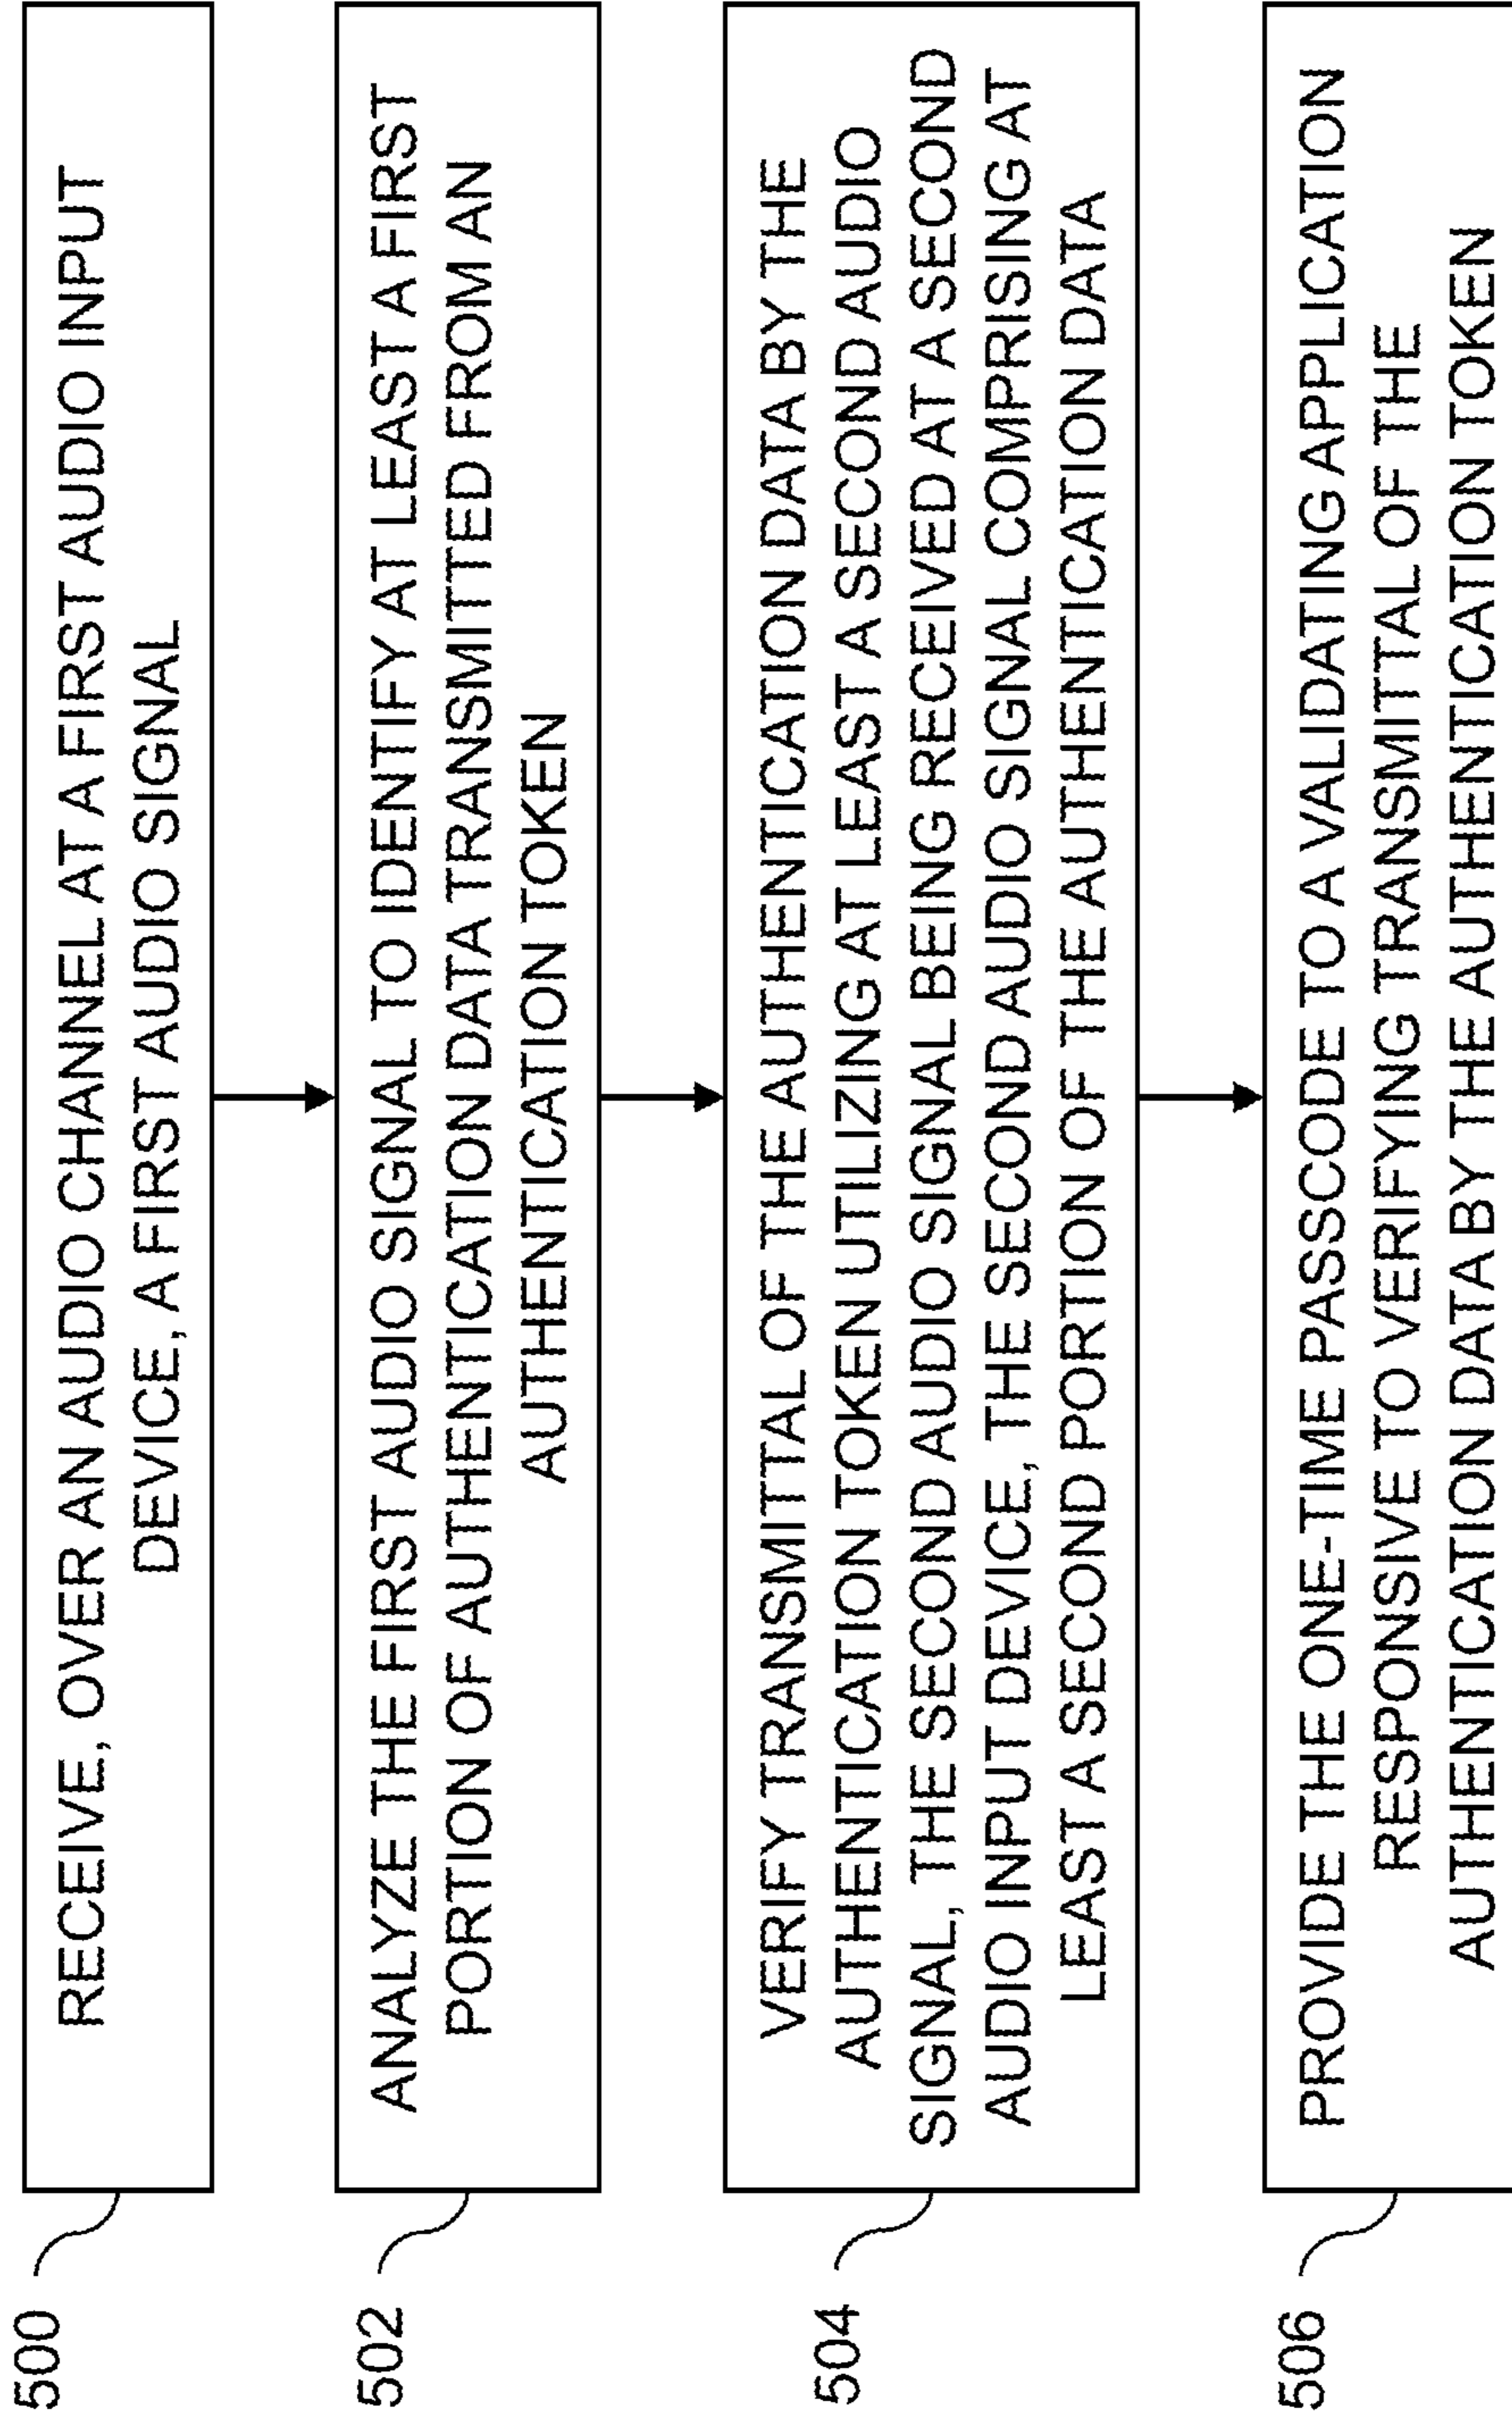 500
RECEIVE, OVER AN AUDIO CHANNEL AT A FIRST AUDIO INPUT
DEVICE, A FIRST AUDIO SIGNAL
502
ANALYZE THE FIRST AUDIO SIGNAL TO IDENTIFY AT LEAST A FIRST
PORTION OF AUTHENTICATION DATA TRANSMITTED FROM AN
AUTHENTICATION TOKEN
504
VERIFY TRANSMITAL OF THE AUTHENTICATION DATA BY THE
AUTHENTICATION TOKEN UTILIZING AT LEAST A SECOND AUDIO
SIGNAL, THE SECOND AUDIO SIGNAL BEING RECEIVED AT A SECOND
AUDIO INPUT DEVICE, THE SECOND AUDIO SIGNAL COMPRISING AT
LEAST A SECOND PORTION OF THE AUTHENTICATION DATA
506
PROVIDE THE ONE-TIME PASSCODE TO A VALIDATING APPLICATION
RESPONSIVE TO VERIFYING TRANSMITTAL OF THE
AUTHENTICATION DATA BY THE AUTHENTICATION TOKEN